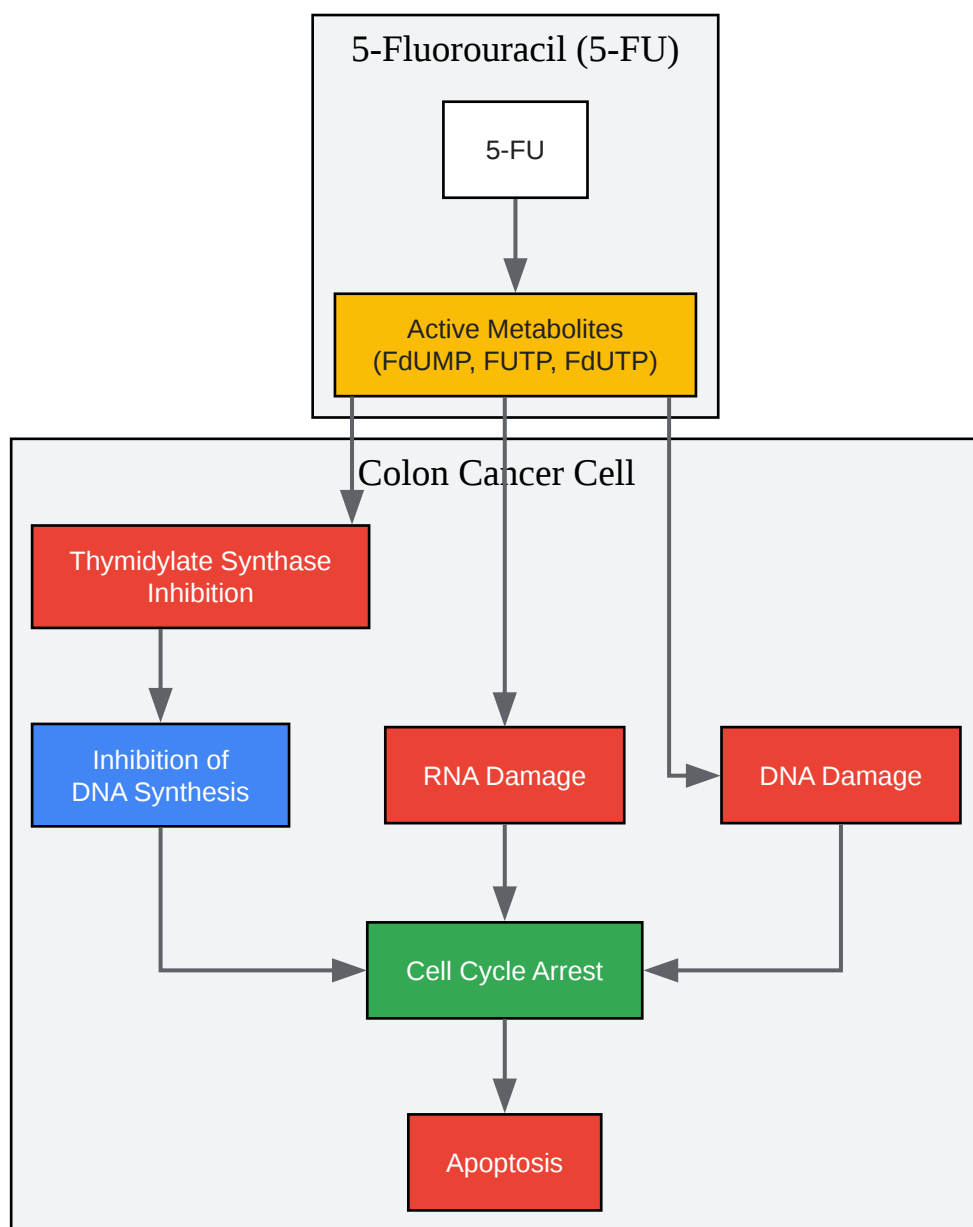 5-Fluorouracil (5-FU)
5-FU
Active Metabolites
(FdUMP, FUTP, FdUTP)
Colon Cancer Cell
Thymidylate Synthase
Inhibition
Inhibition of
DNA Synthesis
RNA Damage
DNA Damage
Cell Cycle Arrest
Apoptosis